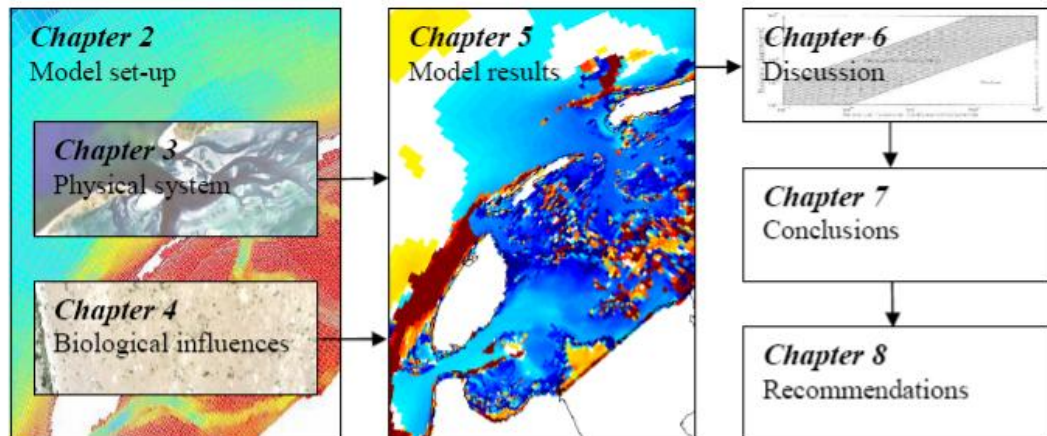 Chapter 2
Model set-up
Chapter 3
Physical system
Chapter 4
Biological influences
Chapter 5
Model results
Chapter 6
Discussion
Chapter 7
Conclusions
Chapter 8
Recommendations